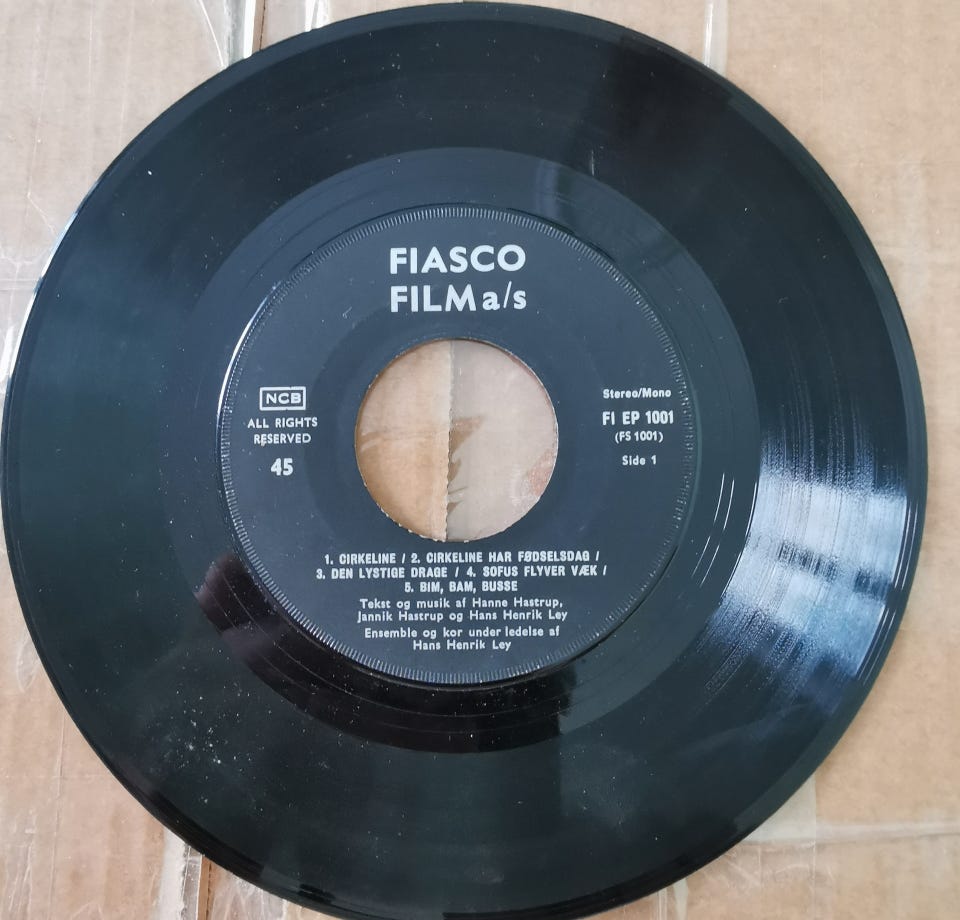 FIASCO
FILM a/s
NCB
ALL RIGHTS
RESERVED
45
Stereo/Mono
FI EP 1001
(FS 1001)
Side 1
1. CIRKELINE / 2. CIRKELINE HAR FØDSELSDAG /
3. DEN LYSTIGE DRAGE / 4. SOFUS FLYVER VÆK /
5. BIM, BAM, BUSSE
Tekst og musik af Hanne Hastrup,
Jannik Hastrup og Hans Henrik Ley
Ensemble og kor under ledelse af
Hans Henrik Ley